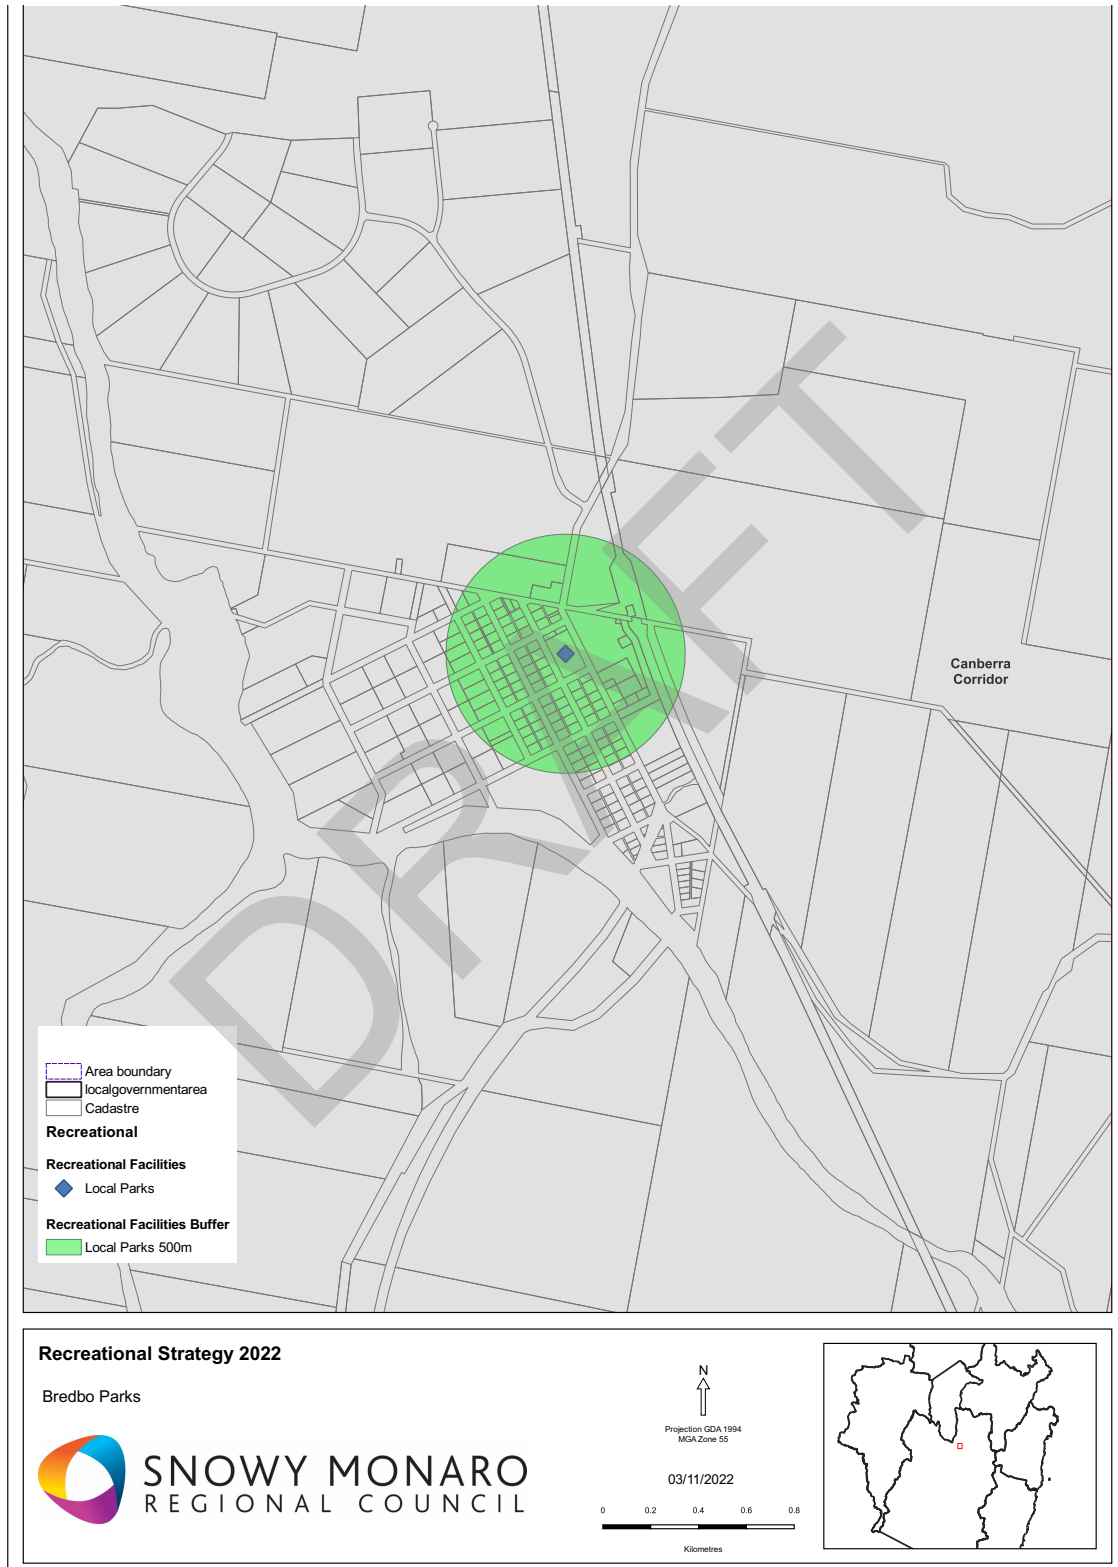 DRAFT
Canberra
Corridor
Area boundary
localgovernmentarea
Cadastre
Recreational
Recreational Facilities
Local Parks
Recreational Facilities Buffer
Local Parks 500m
Recreational Strategy 2022
Bredbo Parks
SNOWY MONARO
REGIONAL COUNCIL
N
Projection GDA 1994
MGA Zone 55
03/11/2022
0 0.2 0.4 0.6 0.8
Kilometres